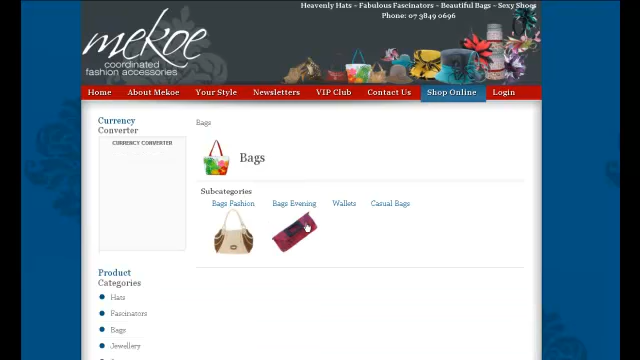 Heavenly Hats ~ Fabulous Fascinators ~ Beautiful Bags ~ Sexy Shoes
Phone: 07 3849 0696
mekoe
coordinated
fashion accessories
Home About Mekoe Your Style Newsletters VIP Club Contact Us Shop Online Login
Currency
Converter
CURRENCY CONVERTER
Bags
Bags
Subcategories
Bags Fashion Bags Evening Wallets Casual Bags
Product
Categories
Hats
Fascinators
Bags
Jewellery